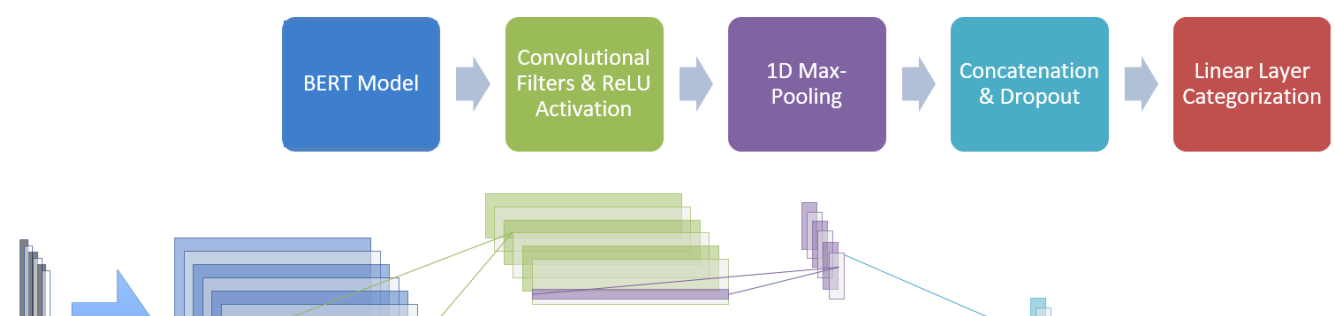 BERT Model
Convolutional
Filters & ReLU
Activation
1D Max-
Pooling
Concatenation
& Dropout
Linear Layer
Categorization